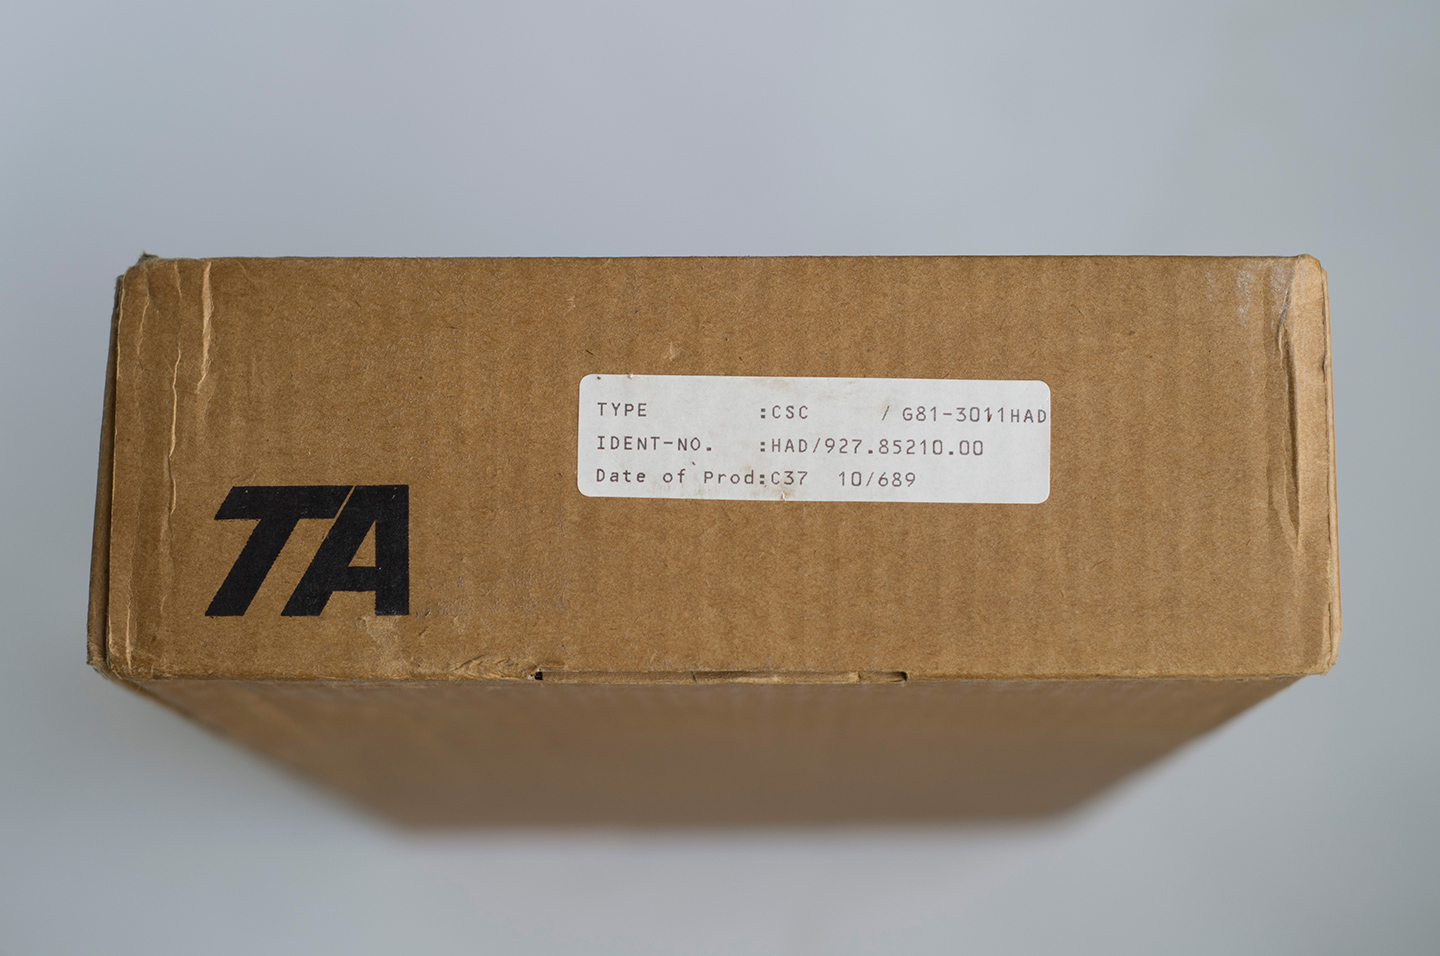 TYPE :CSC / G81-3011HAD
IDENT-NO. :HAD/927.85210.00
Date of Prod:C37 10/689
TA